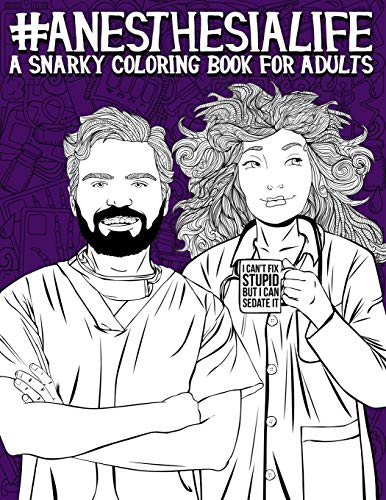 #ANESTHESIALIFE
A SNARKY COLORING BOOK FOR ADULTS
I CAN'T FIX
STUPID
BUT I CAN
SEDATE IT